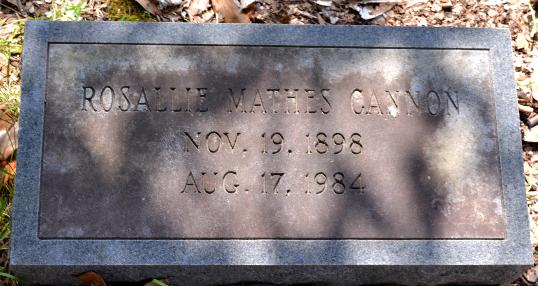 ROSALLIE MATHES CANNON
NOV. 19. 1898
AUG. 17, 1984